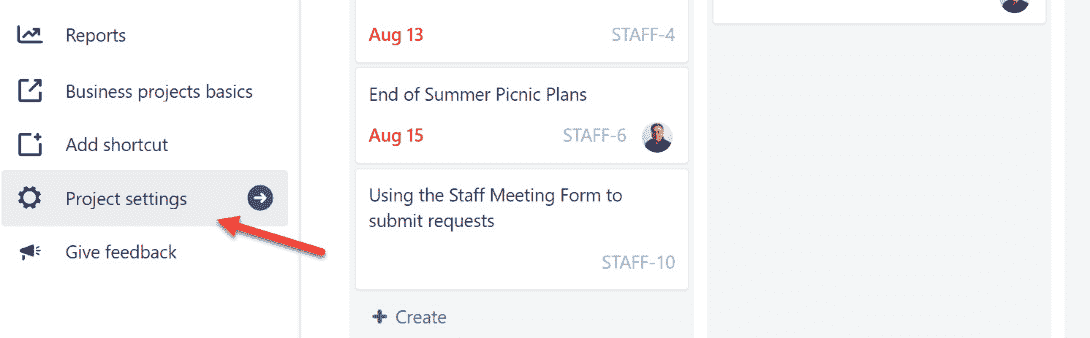 Reports
Business projects basics
Add shortcut
Project settings
Give feedback
Aug 13
STAFF-4
End of Summer Picnic Plans
Aug 15
STAFF-6
Using the Staff Meeting Form to
submit requests
STAFF-10
Create